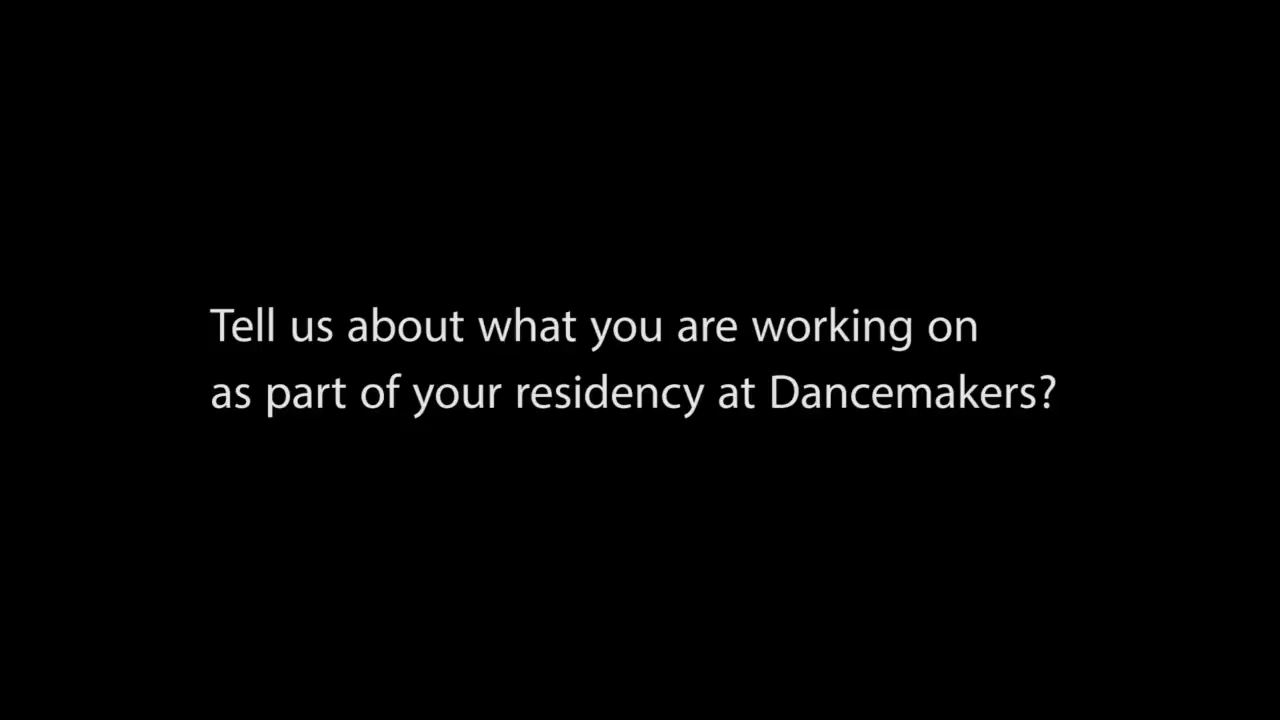 Tell us about what you are working on
as part of your residency at Dancemakers?